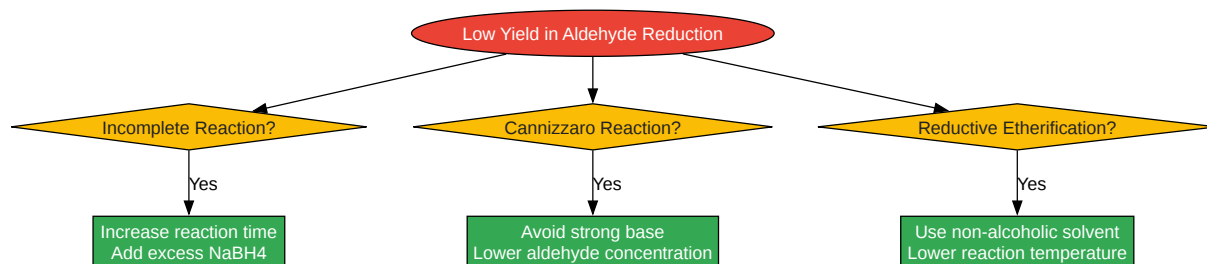 Low Yield in Aldehyde Reduction
Incomplete Reaction?
Cannizzaro Reaction?
Reductive Etherification?
Yes
Yes
Yes
Increase reaction time
Add excess NaBH4
Avoid strong base
Lower aldehyde concentration
Use non-alcoholic solvent
Lower reaction temperature